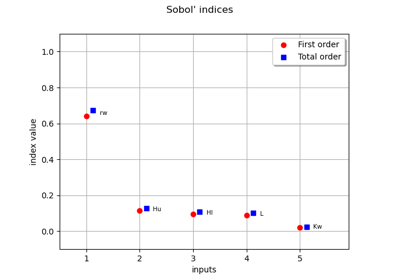 Sobol' indices
First order
Total order
1.0
0.8
0.6
0.4
0.2
0.0
index value
rw
Hu
Hl
L
Kw
1 2 3 4 5
inputs